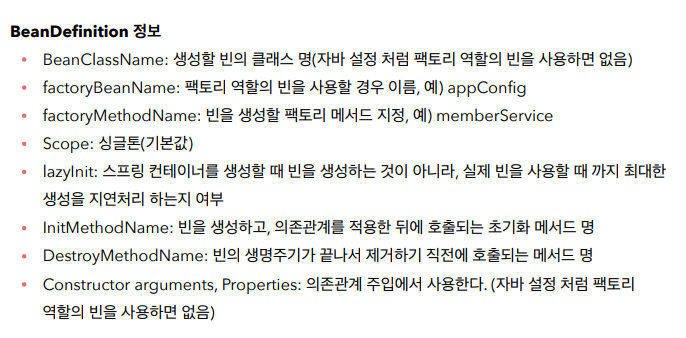 BeanDefinition 정보
• BeanClassName: 생성할 빈의 클래스 명(자바 설정 처럼 팩토리 역할의 빈을 사용하면 없음)
• factoryBeanName: 팩토리 역할의 빈을 사용할 경우 이름, 예) appConfig
• factoryMethodName: 빈을 생성할 팩토리 메서드 지정, 예) memberService
• Scope: 싱글톤(기본값)
• lazyInit: 스프링 컨테이너를 생성할 때 빈을 생성하는 것이 아니라, 실제 빈을 사용할 때 까지 최대한
생성을 지연처리 하는지 여부
• InitMethodName: 빈을 생성하고, 의존관계를 적용한 뒤에 호출되는 초기화 메서드 명
• DestroyMethodName: 빈의 생명주기가 끝나서 제거하기 직전에 호출되는 메서드 명
• Constructor arguments, Properties: 의존관계 주입에서 사용한다. (자바 설정 처럼 팩토리
역할의 빈을 사용하면 없음)